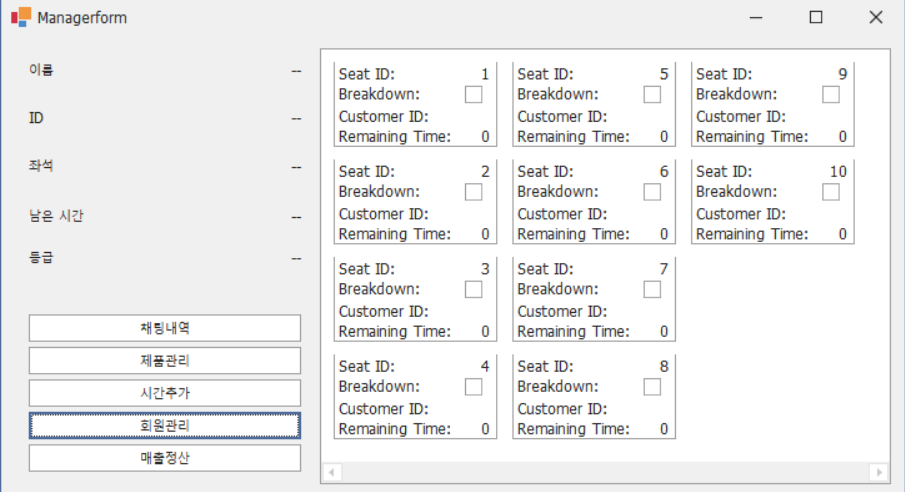 Managerform
이름 --
ID --
좌석 --
남은 시간 --
등급 --
채팅내역
제품관리
시간추가
회원관리
매출정산
Seat ID: 1
Breakdown:
Customer ID:
Remaining Time: 0
Seat ID: 2
Breakdown:
Customer ID:
Remaining Time: 0
Seat ID: 3
Breakdown:
Customer ID:
Remaining Time: 0
Seat ID: 4
Breakdown:
Customer ID:
Remaining Time: 0
Seat ID: 5
Breakdown:
Customer ID:
Remaining Time: 0
Seat ID: 6
Breakdown:
Customer ID:
Remaining Time: 0
Seat ID: 7
Breakdown:
Customer ID:
Remaining Time: 0
Seat ID: 8
Breakdown:
Customer ID:
Remaining Time: 0
Seat ID: 9
Breakdown:
Customer ID:
Remaining Time: 0
Seat ID: 10
Breakdown:
Customer ID:
Remaining Time: 0